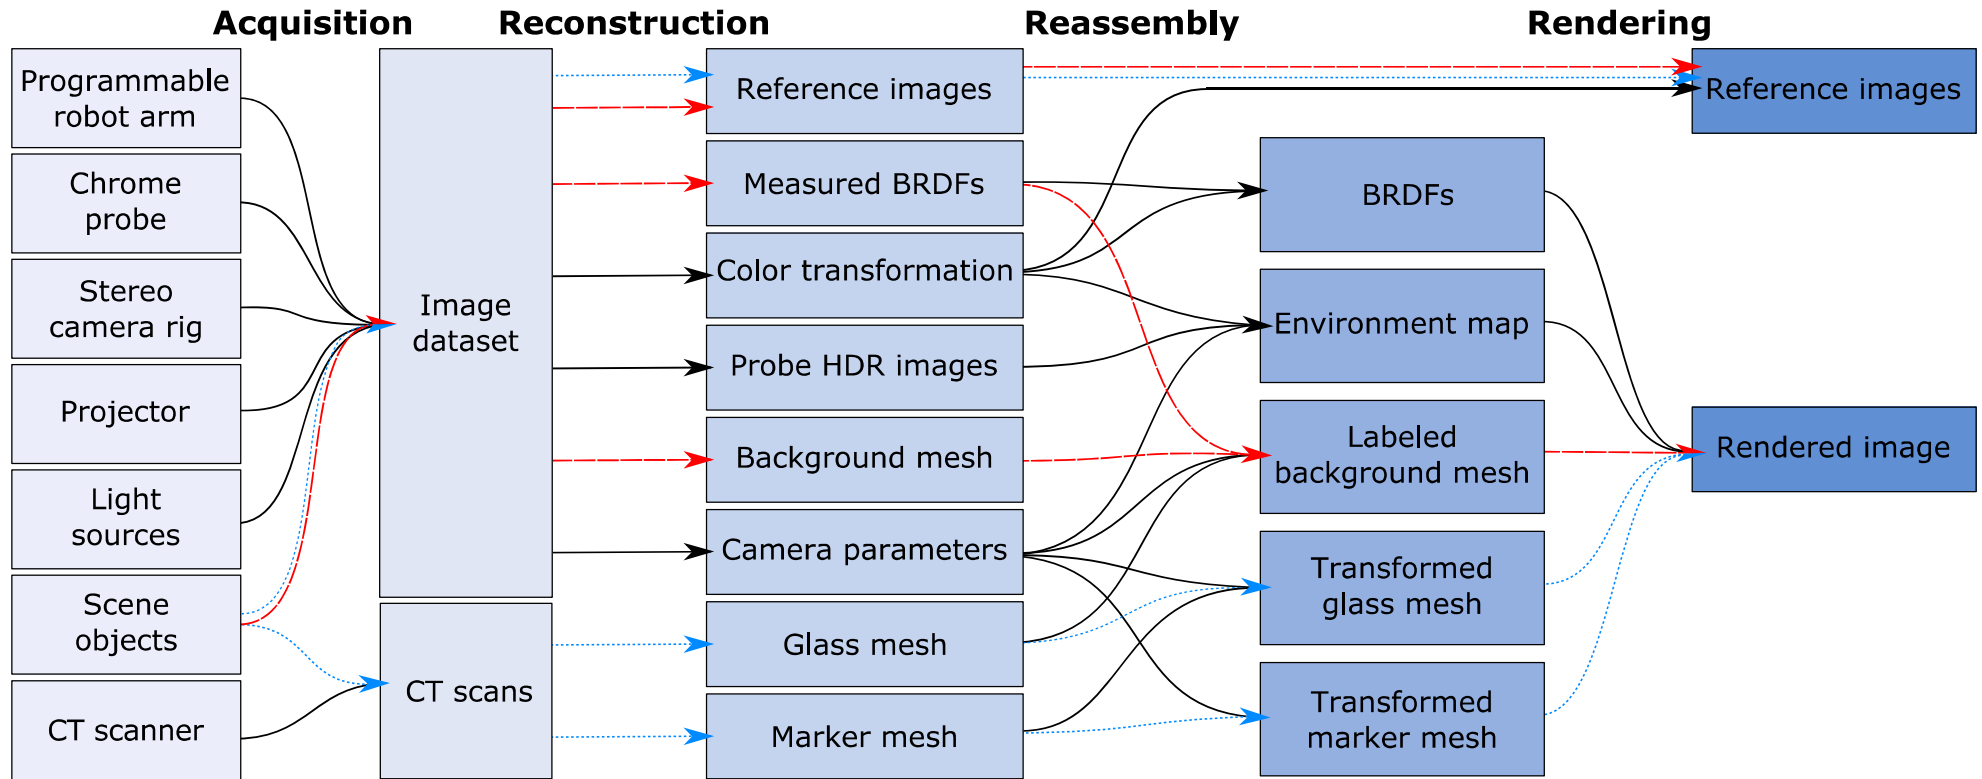 Acquisition
Reconstruction
Reassembly
Rendering
Programmable
robot arm
Chrome
probe
Stereo
camera rig
Projector
Light
sources
Scene
objects
CT scanner
Image
dataset
CT scans
Reference images
Measured BRDFs
Color transformation
Probe HDR images
Background mesh
Camera parameters
Glass mesh
Marker mesh
BRDFs
Environment map
Labeled
background mesh
Transformed
glass mesh
Transformed
marker mesh
Reference images
Rendered image